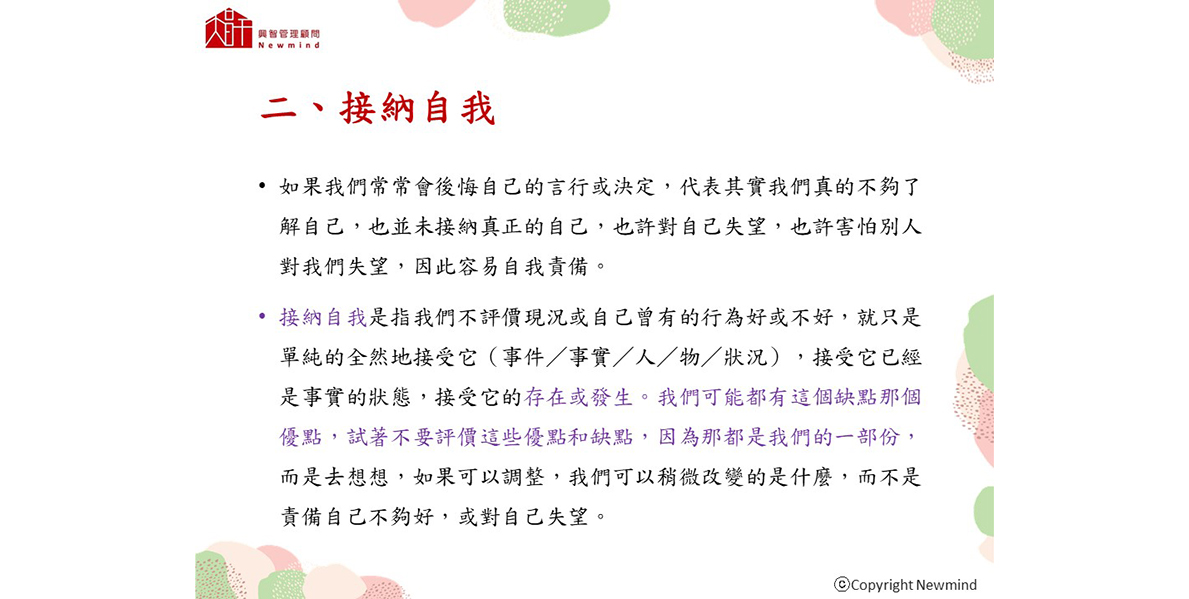 興智管理顧問
Newmind
二、接納自我
• 如果我們常常會後悔自己的言行或決定，代表其實我們真的不夠了
解自己，也並未接納真正的自己，也許對自己失望，也許害怕別人
對我們失望，因此容易自我責備。
• 接納自我是指我們不評價現況或自己曾有的行為好或不好，就只是
單純的全然地接受它（事件／事實／人／物／狀況），接受它已經
是事實的狀態，接受它的存在或發生。我們可能都有這個缺點那個
優點，試著不要評價這些優點和缺點，因為那都是我們的一部份，
而是去想想，如果可以調整，我們可以稍微改變的是什麼，而不是
責備自己不夠好，或對自己失望。
©Copyright Newmind